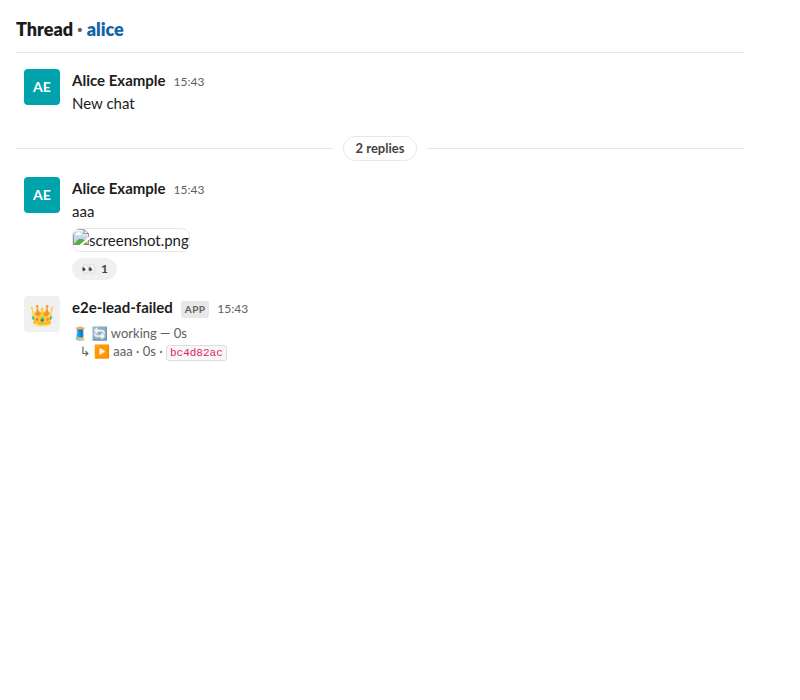 Thread • alice
AE
Alice Example 15:43
New chat
2 replies
AE
Alice Example 15:43
aaa
screenshot.png
👀 1
e2e-lead-failed APP 15:43
🧵 🔄 working — 0s
↳ ▶️ aaa · 0s · bc4d82ac